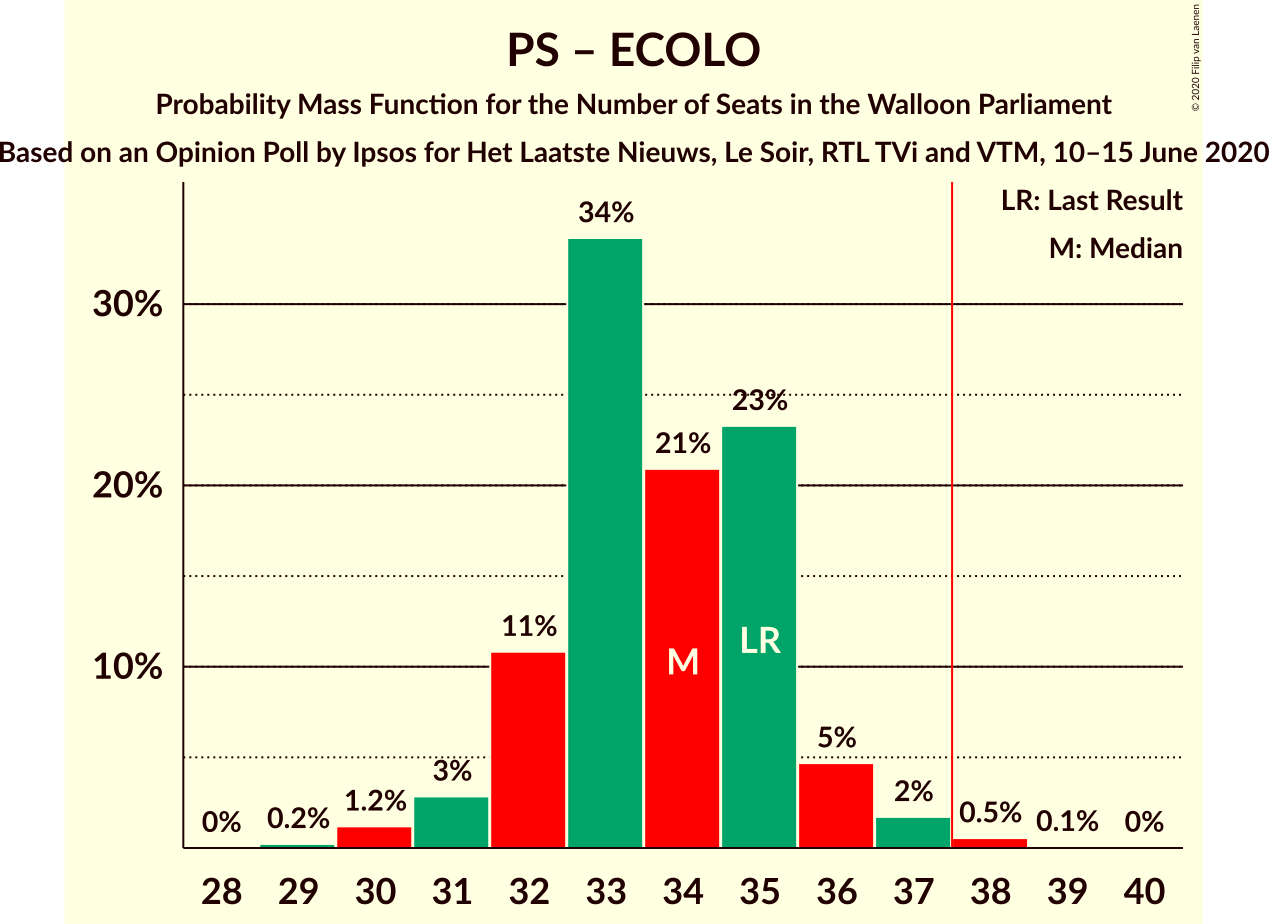 PS – ECOLO
Probability Mass Function for the Number of Seats in the Walloon Parliament
Based on an Opinion Poll by Ipsos for Het Laatste Nieuws, Le Soir, RTL TVi and VTM, 10–15 June 2020
© 2020 Filip van Laenen
LR: Last Result
M: Median
30%
20%
10%
0%
0.2%
1.2%
3%
11%
34%
21%
23%
5%
2%
0.5%
0.1%
0%
M
LR
28 29 30 31 32 33 34 35 36 37 38 39 40